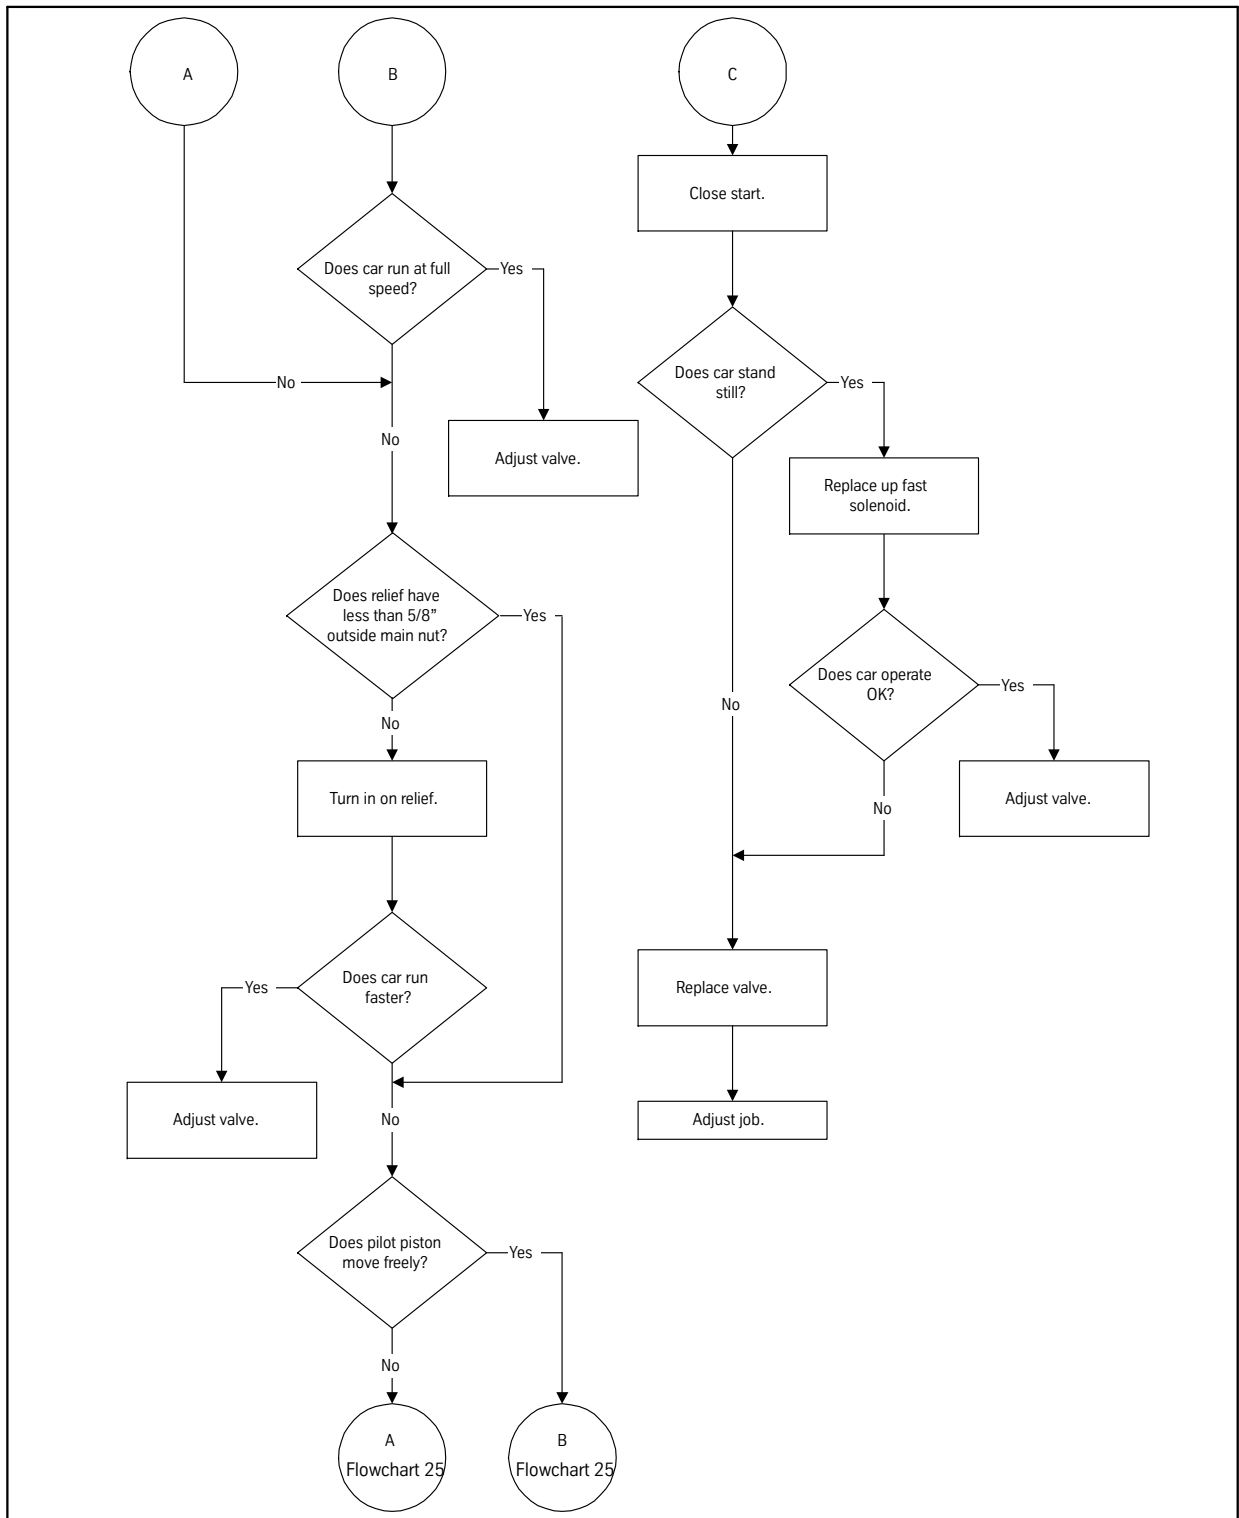 A
B
C
Close start.
Does car run at full
speed?
Yes
No
Does car stand
still?
Yes
No
Adjust valve.
Replace up fast
solenoid.
Does relief have
less than 5/8”
outside main nut?
Yes
Does car operate
OK?
Yes
No
No
Turn in on relief.
Adjust valve.
No
Does car run
faster?
Yes
Replace valve.
Adjust valve.
No
Adjust job.
Does pilot piston
move freely?
Yes
No
A
Flowchart 25
B
Flowchart 25